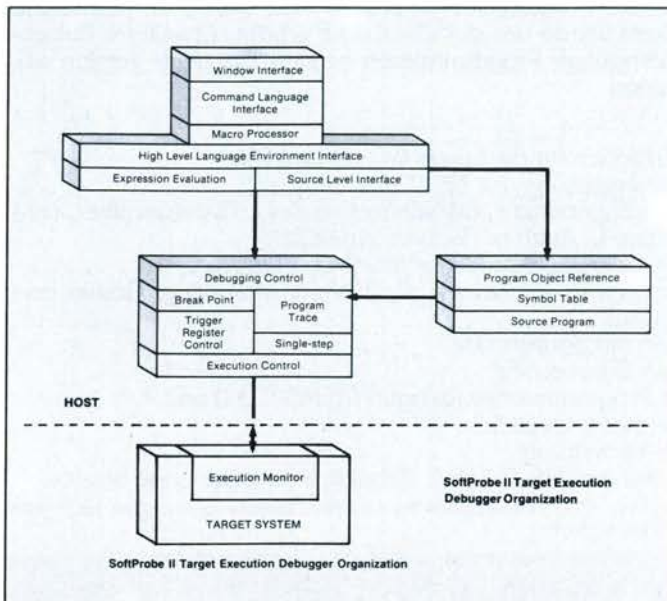 Window Interface
Command Language
Interface
Macro Processor
High Level Language Environment Interface
Expression Evaluation
Source Level Interface
Debugging Control
Break Point
Program
Trace
Trigger
Register
Control
Single-step
Execution Control
Program Object Reference
Symbol Table
Source Program
HOST
Execution Monitor
TARGET SYSTEM
SoftProbe II Target Execution
Debugger Organization
SoftProbe II Target Execution Debugger Organization